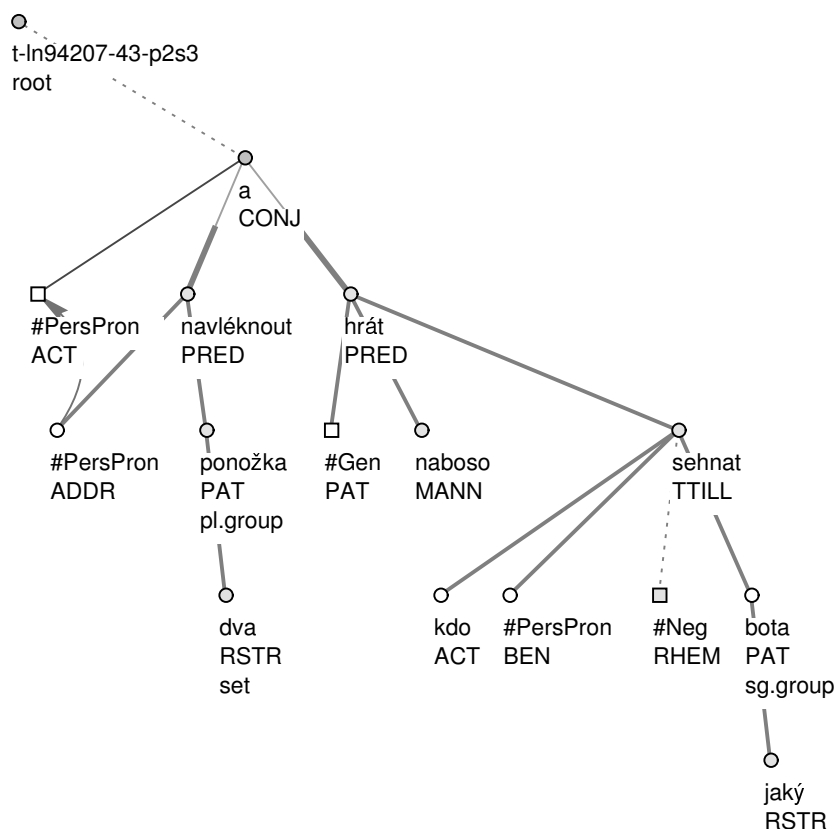 t-ln94207-43-p2s3
root
a
CONJ
#PersPron
ACT
navléknout
PRED
hrát
PRED
#PersPron
ADDR
ponožka
PAT
pl.group
#Gen
PAT
naboso
MANN
sehnat
TTILL
dva
RSTR
set
kdo
ACT
#PersPron
BEN
#Neg
RHEM
bota
PAT
sg.group
jaký
RSTR